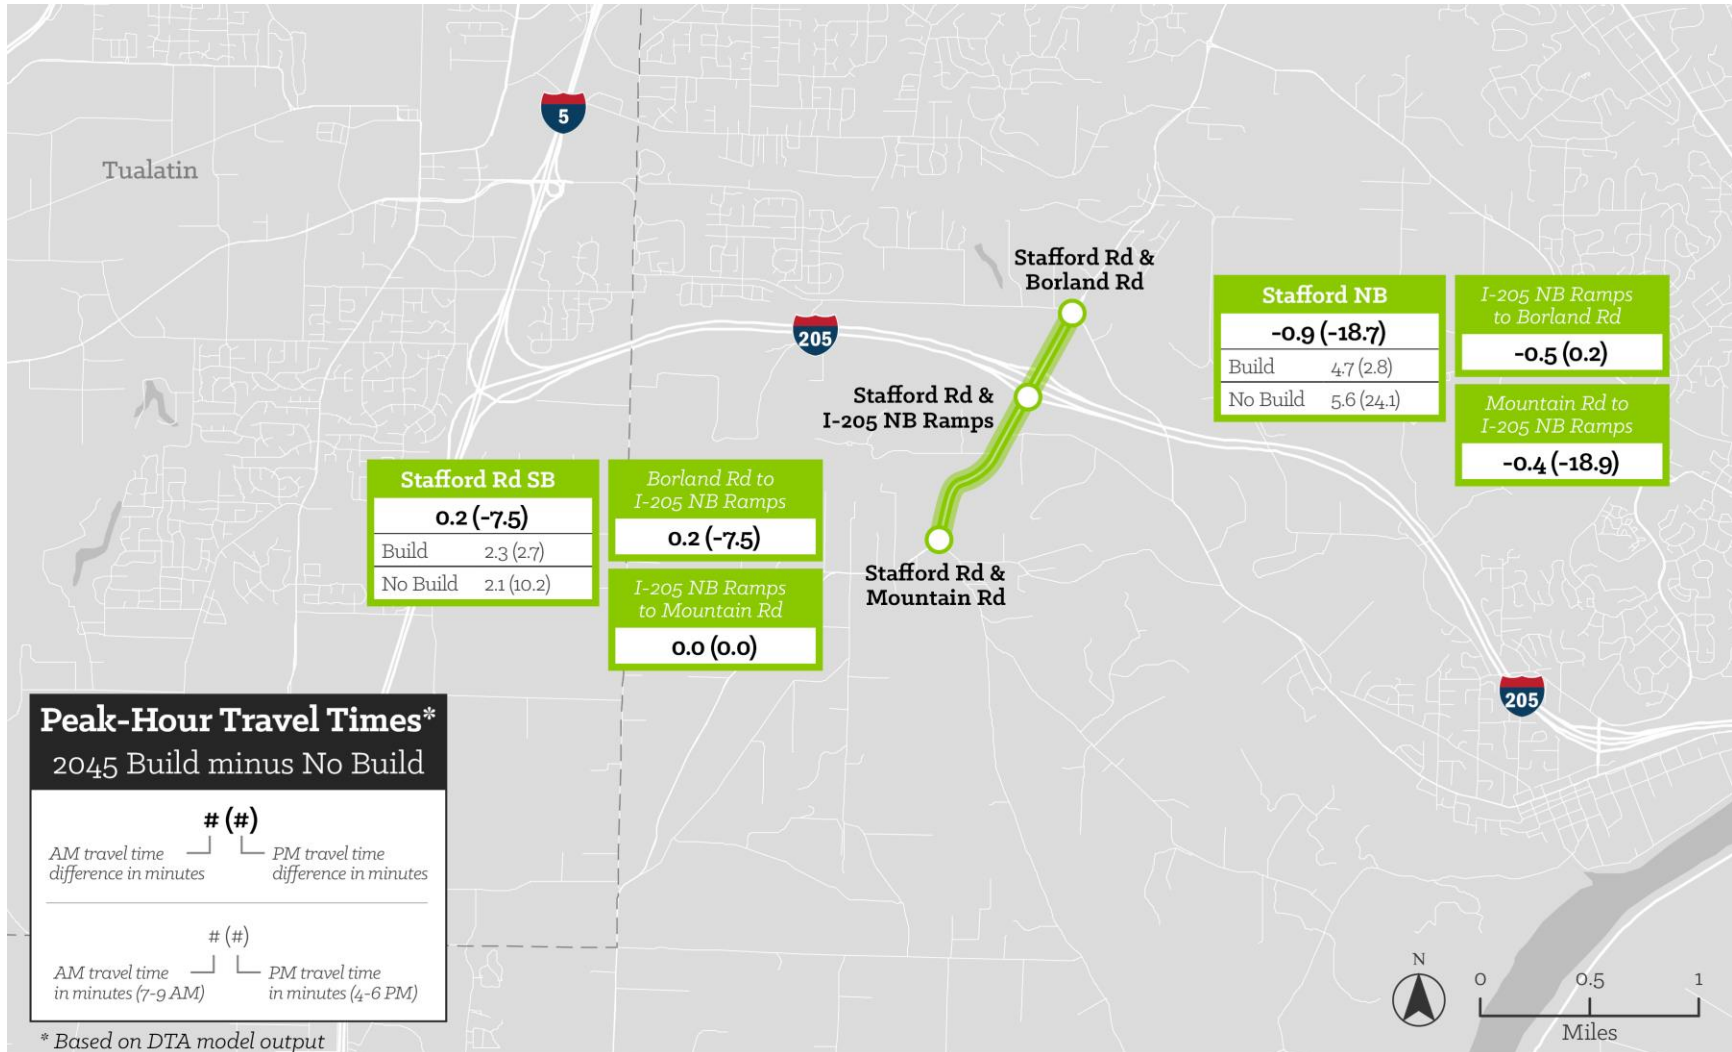 5
Tualatin
Stafford Rd &
Borland Rd
205
Stafford Rd &
I-205 NB Ramps
Stafford NB
-0.9 (-18.7)
Build 4.7 (2.8)
No Build 5.6 (24.1)
I-205 NB Ramps
to Borland Rd
-0.5 (0.2)
Mountain Rd to
I-205 NB Ramps
-0.4 (-18.9)
Stafford Rd SB
0.2 (-7.5)
Build 2.3 (2.7)
No Build 2.1 (10.2)
Borland Rd to
I-205 NB Ramps
0.2 (-7.5)
I-205 NB Ramps
to Mountain Rd
0.0 (0.0)
Stafford Rd &
Mountain Rd
205
Peak-Hour Travel Times*
2045 Build minus No Build
# (#)
AM travel time
difference in minutes
PM travel time
difference in minutes
# (#)
AM travel time
in minutes (7-9 AM)
PM travel time
in minutes (4-6 PM)
* Based on DTA model output
N
0 0.5 1
Miles